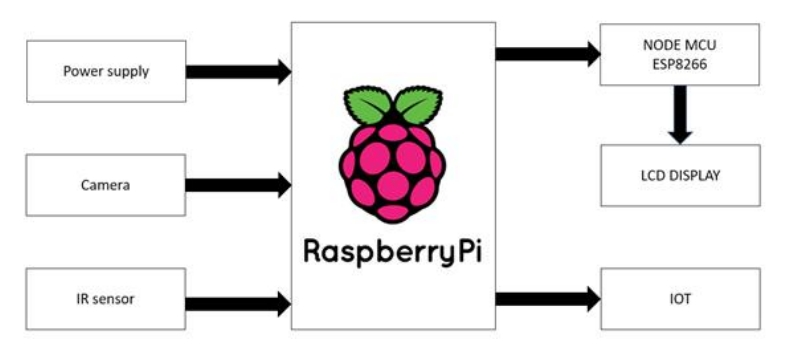 Power supply
Camera
IR sensor
RaspberryPi
NODE MCU
ESP8266
LCD DISPLAY
IOT